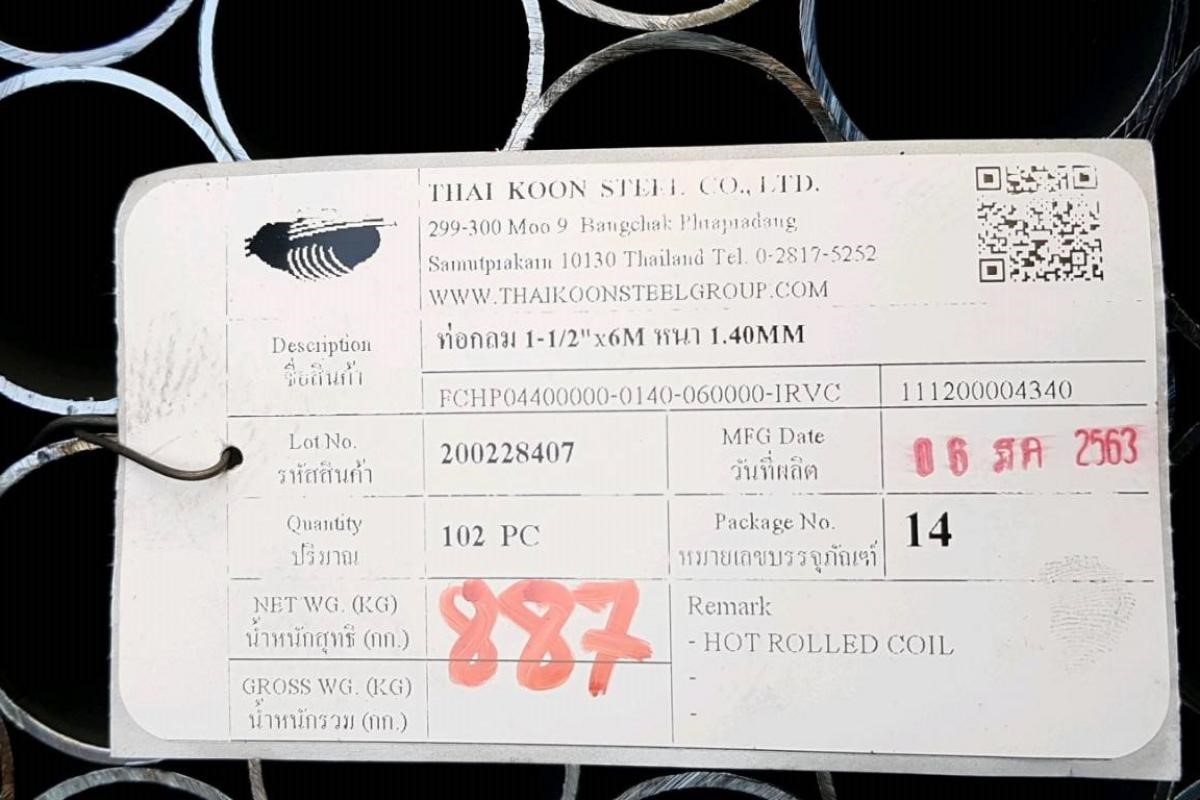 THAI KOON STEEL CO., LTD.
299-300 Moo 9 Bangchak Phrapradang
Samutprakarn 10130 Thailand Tel. 0-2817-5252
WWW.THAIKOONSTEELGROUP.COM
Description
ชื่อสินค้า
ท่อกลม 1-1/2"x6M หนา 1.40MM
FCHP04400000-0140-060000-IRVC
111200004340
Lot No.
รหัสสินค้า
200228407
MFG Date
วันที่ผลิต
06 ธค 2563
Quantity
ปริมาณ
102 PC
Package No.
หมายเลขบรรจุภัณฑ์
14
NET WG. (KG)
น้ำหนักสุทธิ (กก.)
887
GROSS WG. (KG)
น้ำหนักรวม (กก.)
Remark
- HOT ROLLED COIL
-
-